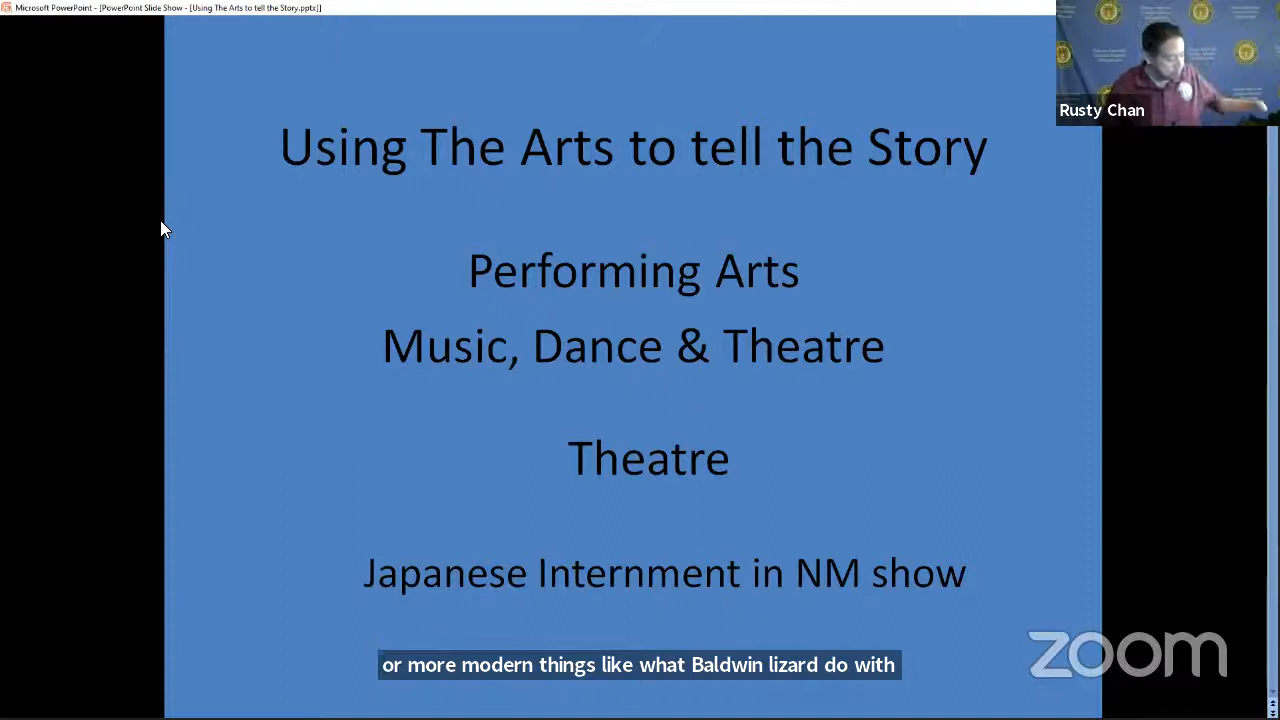 Microsoft PowerPoint - [PowerPoint Slide Show - [Using The Arts to tell the Story.pptx]]
Rusty Chan
Using The Arts to tell the Story
Performing Arts
Music, Dance & Theatre
Theatre
Japanese Internment in NM show
or more modern things like what Baldwin lizard do with
zoom